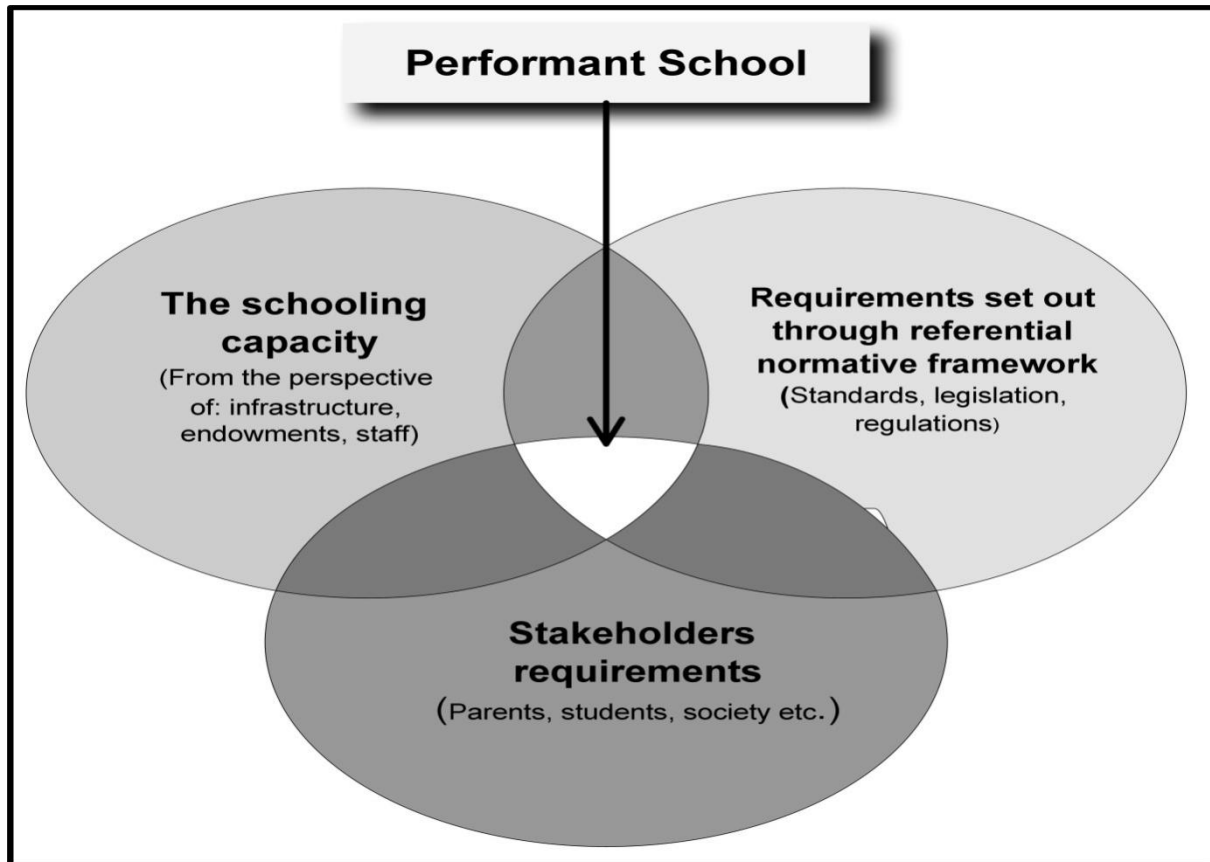 Performant School
The schooling
capacity
(From the perspective
of: infrastructure,
endowments, staff)
Requirements set out
through referential
normative framework
(Standards, legislation,
regulations)
Stakeholders
requirements
(Parents, students, society etc.)